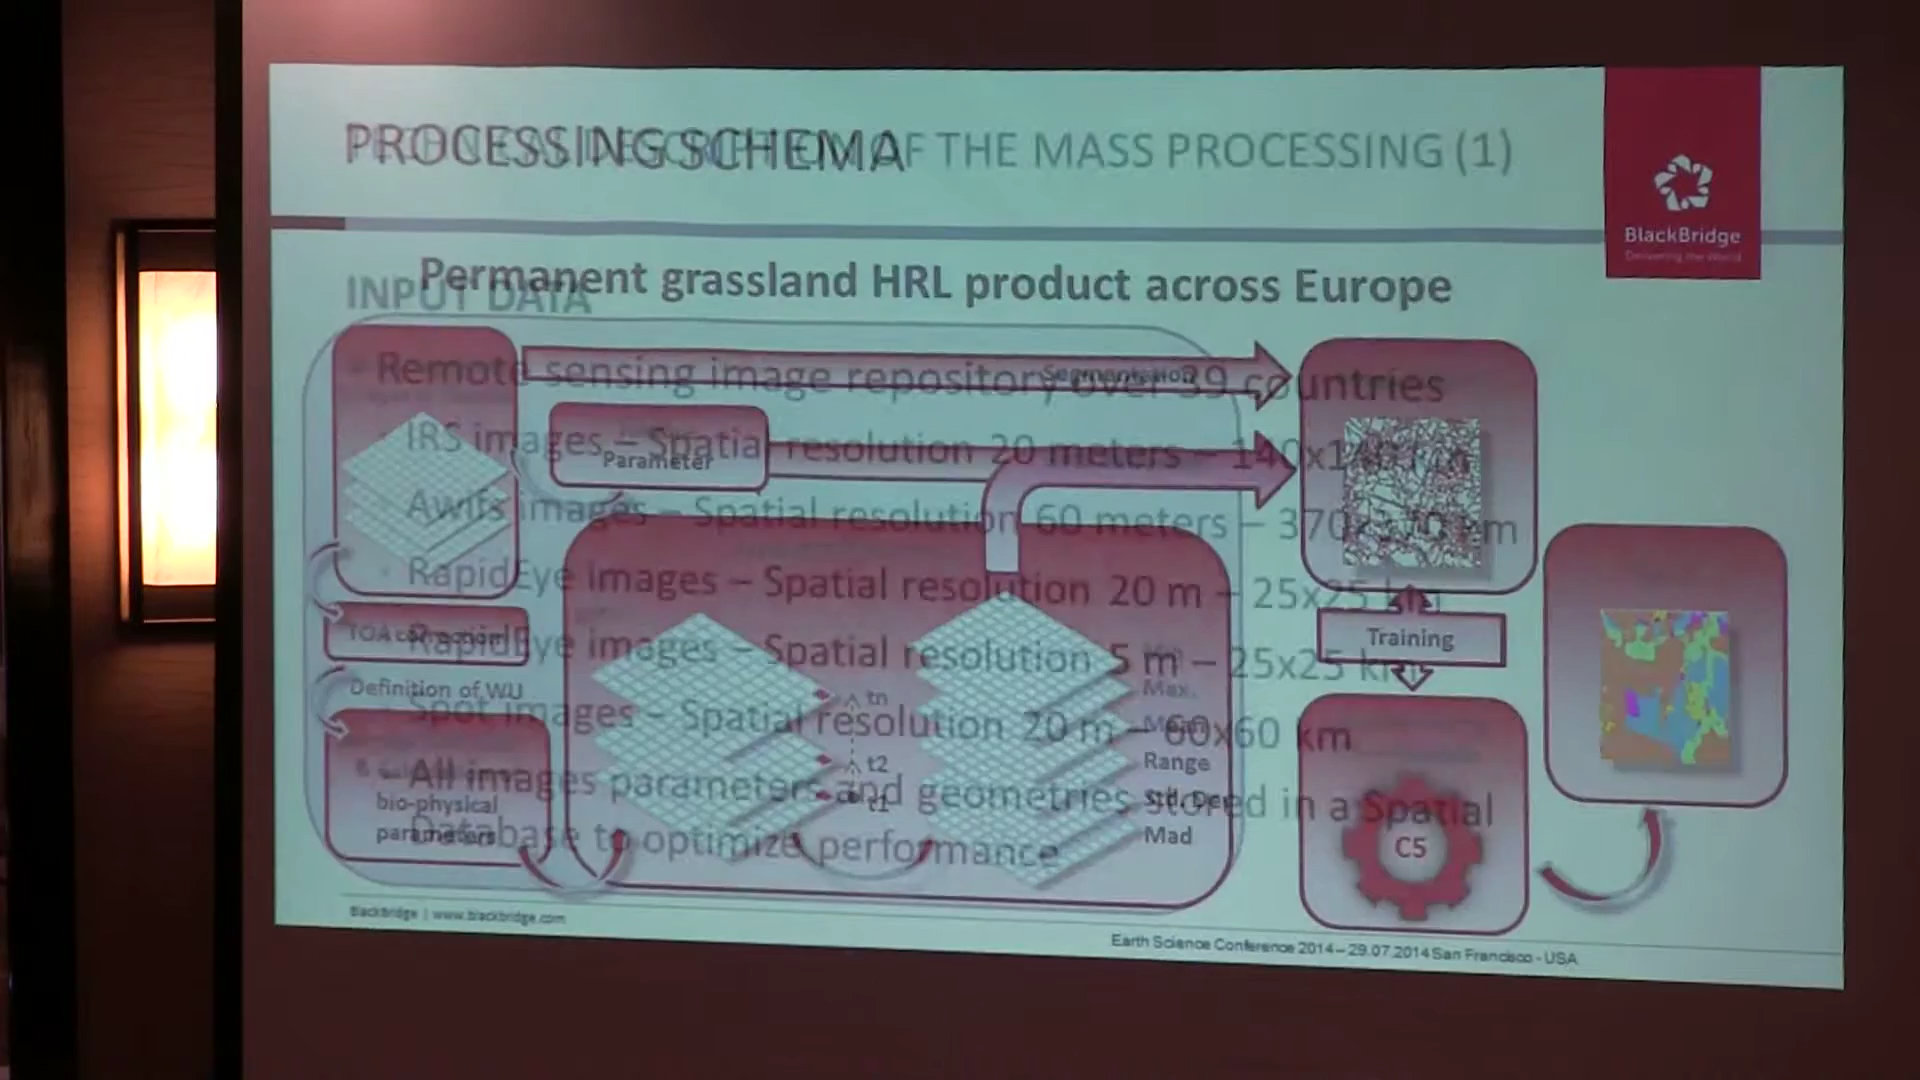 PROCESSING SCHEMA
OF THE MASS PROCESSING (1)
BlackBridge
Delivering the World
Permanent grassland HRL product across Europe
INPUT DATA
Remote sensing image repository over 39 countries
Segmentation
IRS images – Spatial resolution 20 meters –
Parameter
Awifs images – Spatial resolution 60 meters – 370x370 km
RapidEye images – Spatial resolution 20 m – 25x25 km
TOA correction
Training
RapidEye images – Spatial resolution 5 m – 25x25 km
Definition of WU
tn
Max.
Spot images – Spatial resolution 20 m – 60x60 km
Mean
t2
Range
All images parameters and geometries stored in a Spatial
Database to optimize performance
t1
Std. Dev
bio-physical
parameters
Mad
C5
BlackBridge | www.blackbridge.com
Earth Science Conference 2014 – 29.07.2014 San Francisco - USA